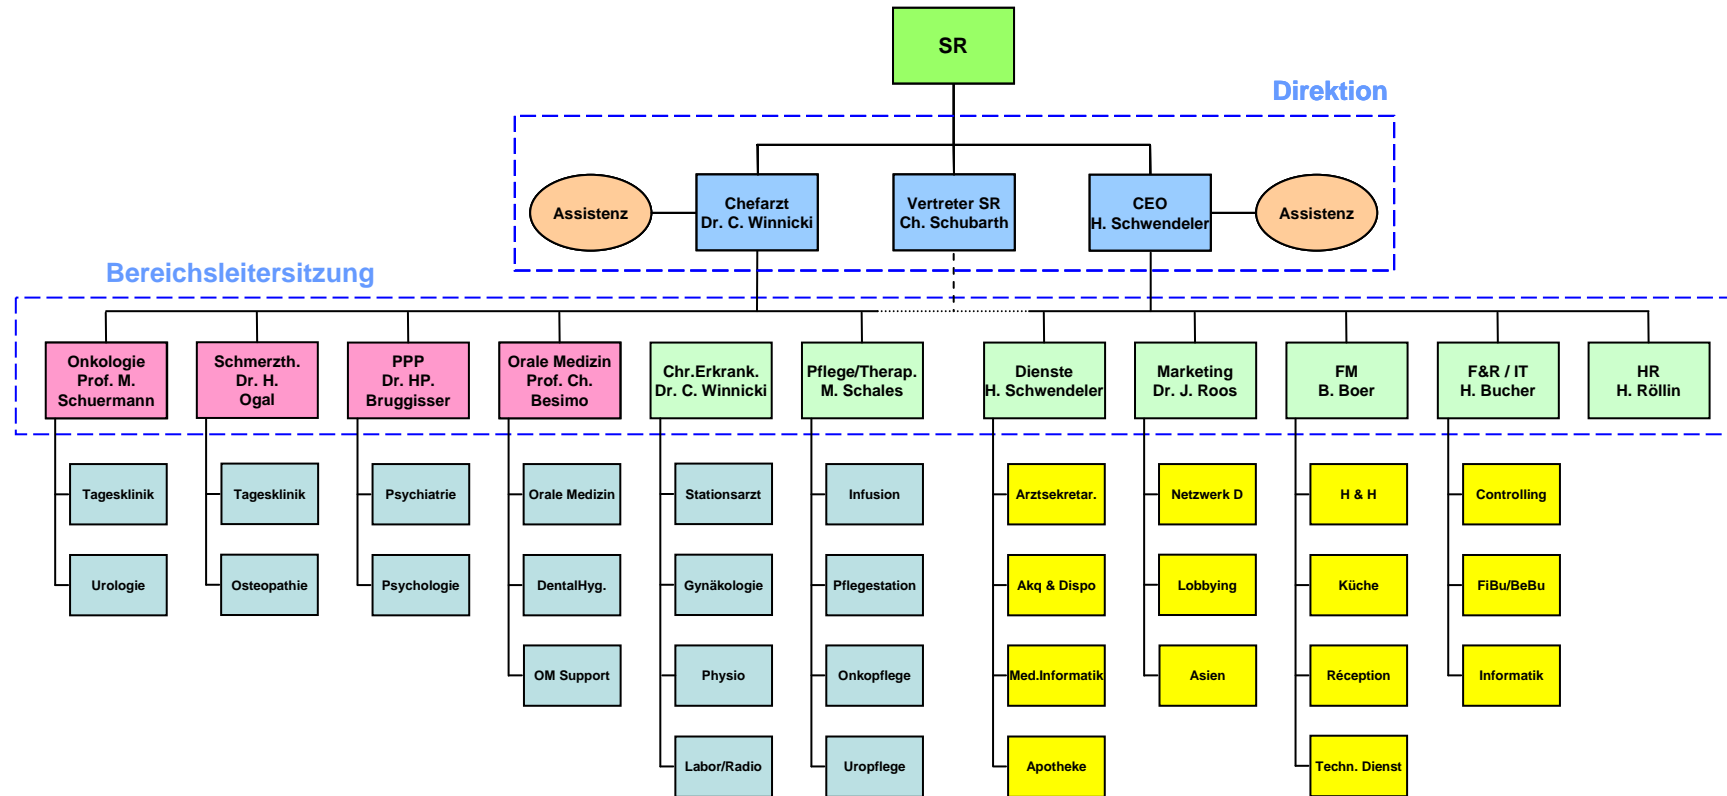 SR
Direktion
Assistenz
Chefarzt
Dr. C. Winnicki
Vertreter SR
Ch. Schubarth
CEO
H. Schwendeler
Assistenz
Bereichsleitersitzung
Onkologie
Prof. M.
Schuermann
Schmerzth.
Dr. H.
Ogal
PPP
Dr. HP.
Bruggisser
Orale Medizin
Prof. Ch.
Besimo
Chr.Erkrank.
Dr. C. Winnicki
Pflege/Therap.
M. Schales
Dienste
H. Schwendeler
Marketing
Dr. J. Roos
FM
B. Boer
F&R / IT
H. Bucher
HR
H. Röllin
Tagesklinik
Tagesklinik
Psychiatrie
Orale Medizin
Stationsarzt
Infusion
Arztsekretar.
Netzwerk D
H & H
Controlling
Urologie
Osteopathie
Psychologie
DentalHyg.
Gynäkologie
Pflegestation
Akq & Dispo
Lobbying
Küche
FiBu/BeBu
OM Support
Physio
Onkopflege
Med.Informatik
Asien
Réception
Informatik
Labor/Radio
Uropflege
Apotheke
Techn. Dienst